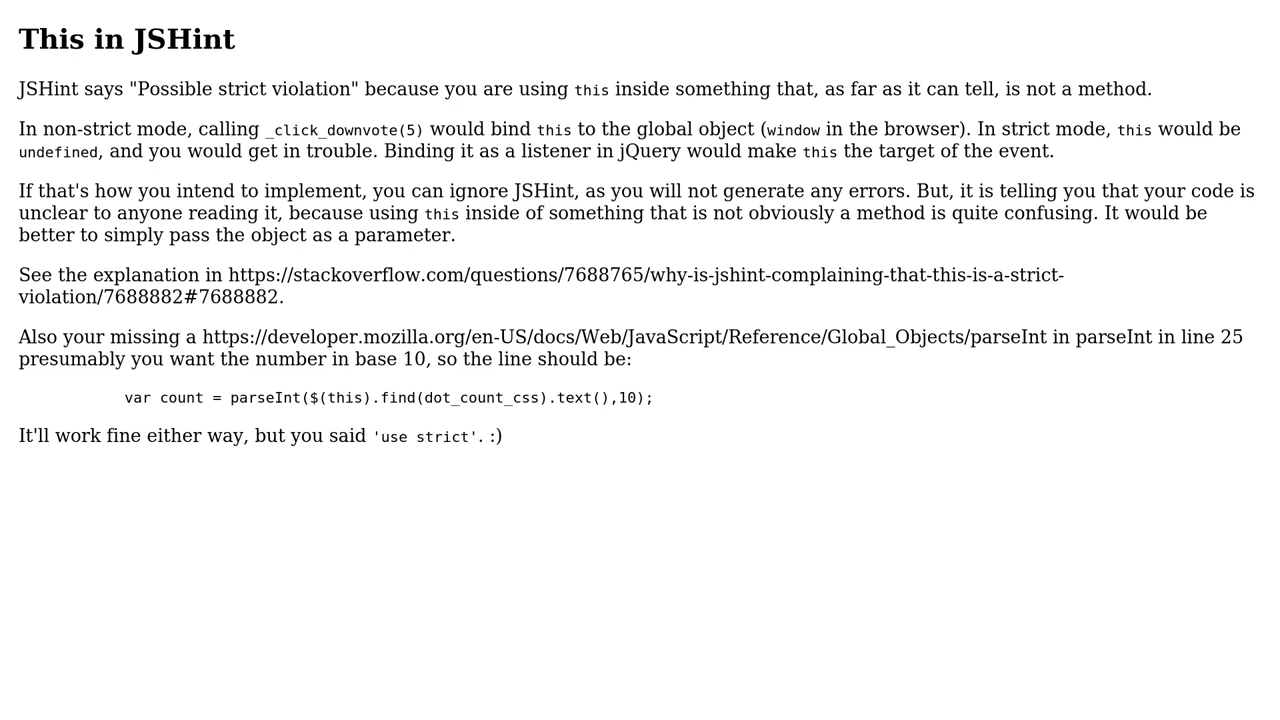 This in JSHint
JSHint says "Possible strict violation" because you are using this inside something that, as far as it can tell, is not a method.
In non-strict mode, calling _click_downvote(5) would bind this to the global object (window in the browser). In strict mode, this would be
undefined, and you would get in trouble. Binding it as a listener in jQuery would make this the target of the event.
If that's how you intend to implement, you can ignore JSHint, as you will not generate any errors. But, it is telling you that your code is
unclear to anyone reading it, because using this inside of something that is not obviously a method is quite confusing. It would be
better to simply pass the object as a parameter.
See the explanation in https://stackoverflow.com/questions/7688765/why-is-jshint-complaining-that-this-is-a-strict-
violation/7688882#7688882.
Also your missing a https://developer.mozilla.org/en-US/docs/Web/JavaScript/Reference/Global_Objects/parseInt in parseInt in line 25
presumably you want the number in base 10, so the line should be:
var count = parseInt($(this).find(dot_count_css).text(),10);
It'll work fine either way, but you said 'use strict'. :)